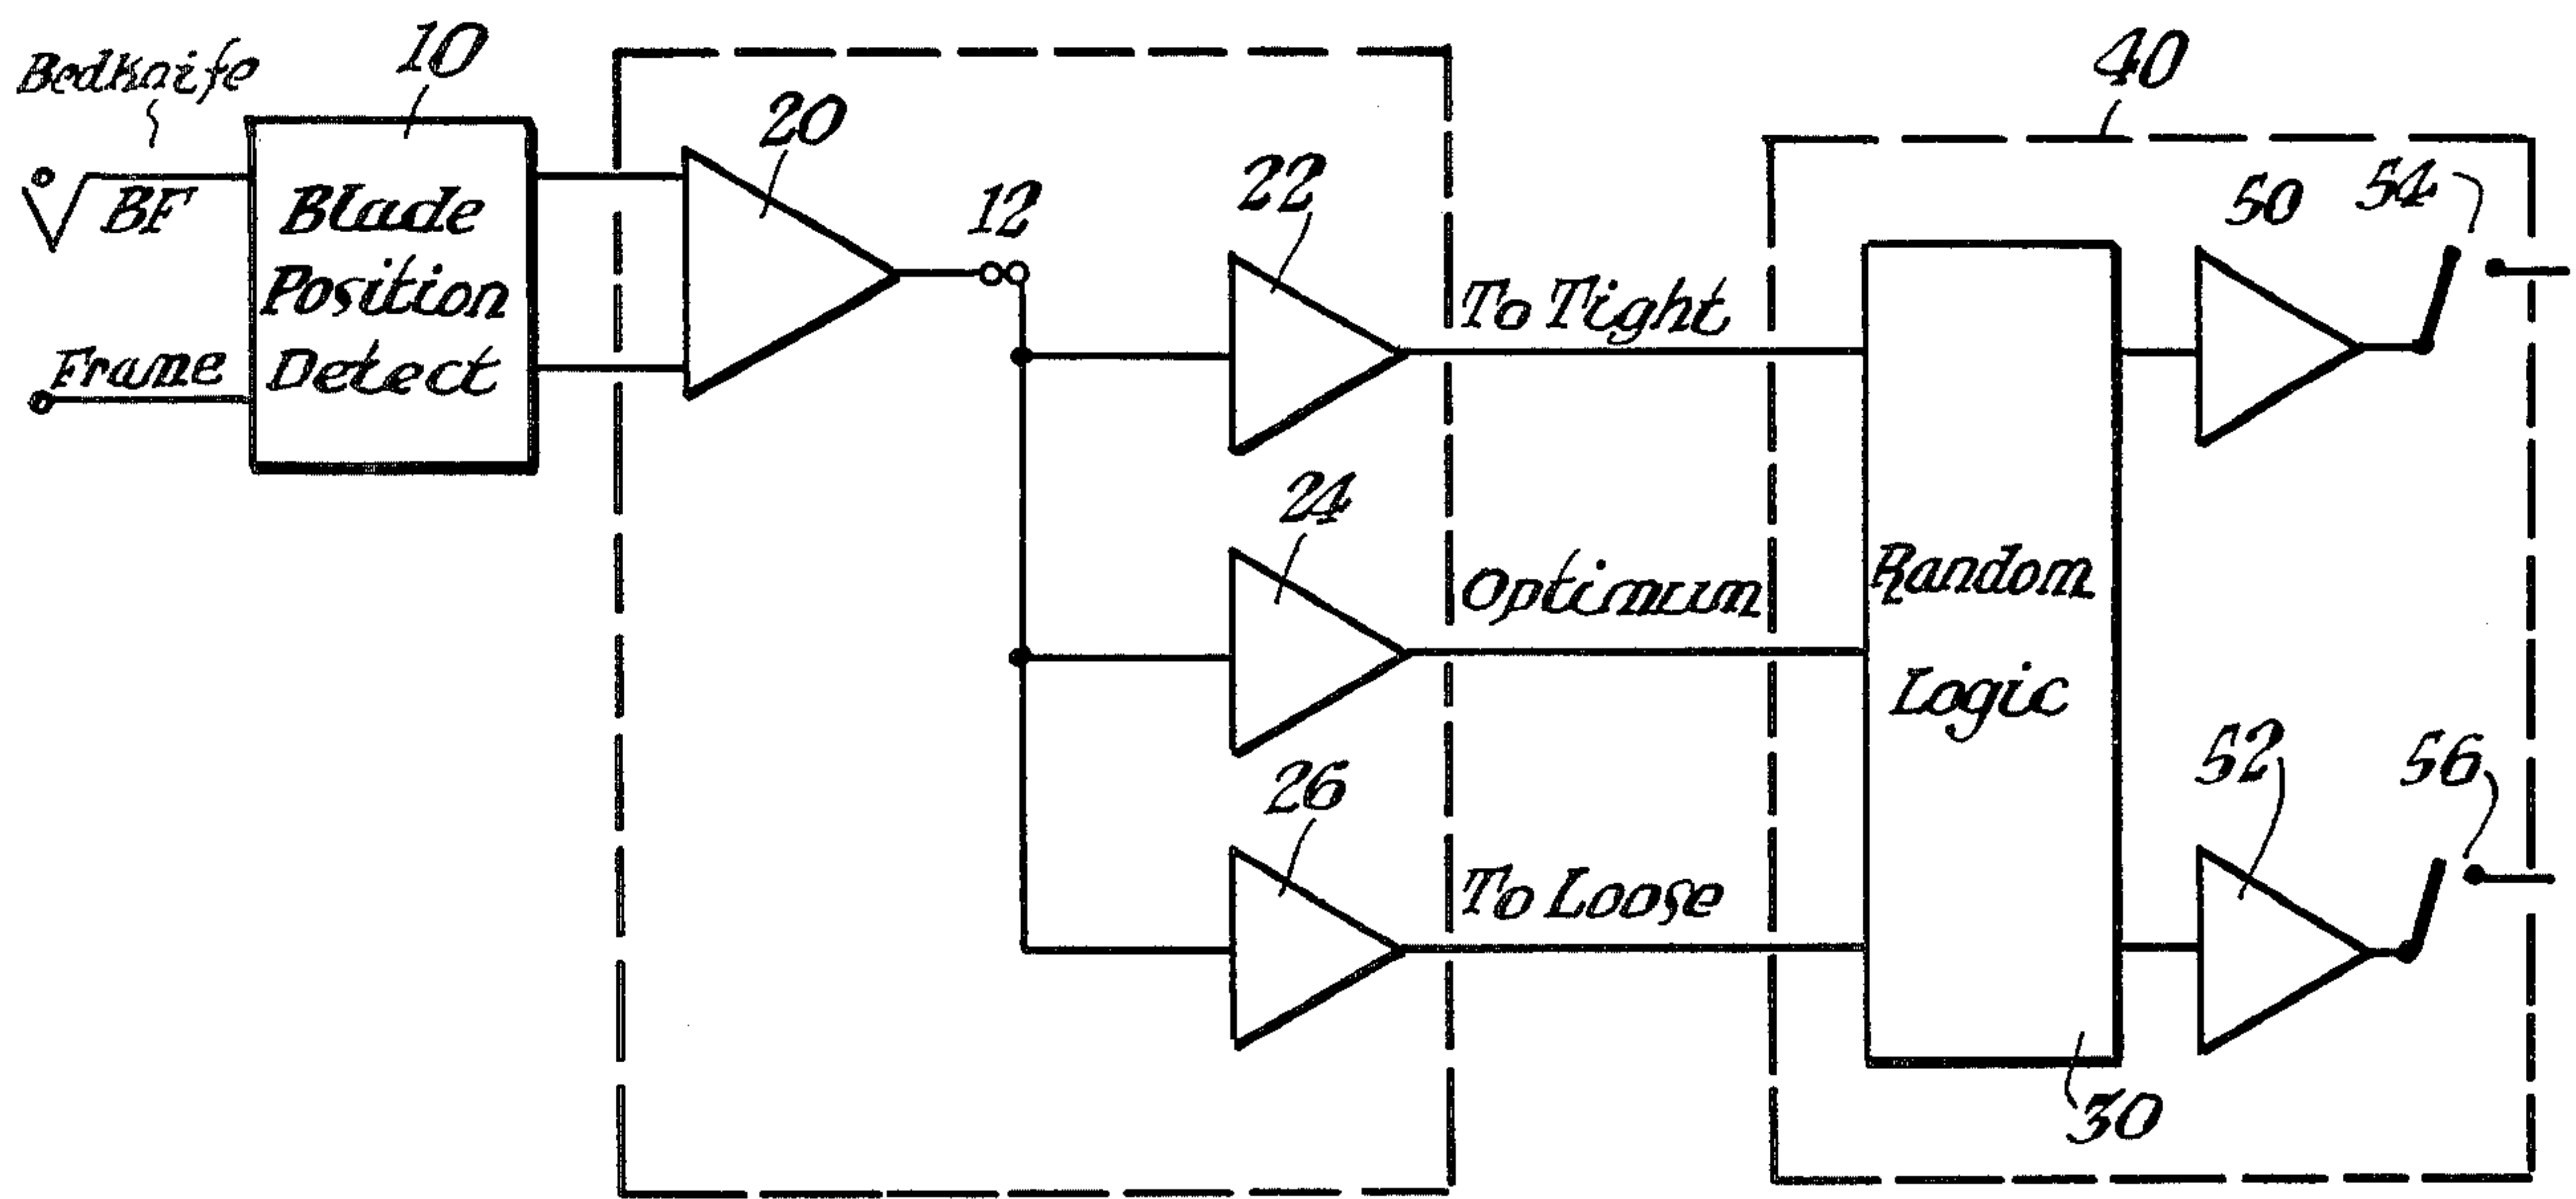 Bedknife
10
40
20
BF
Blade
Position
Detect
Frame
12
22
54
50
To Tight
24
Optimum
Random
Logic
26
52
56
To Loose
30